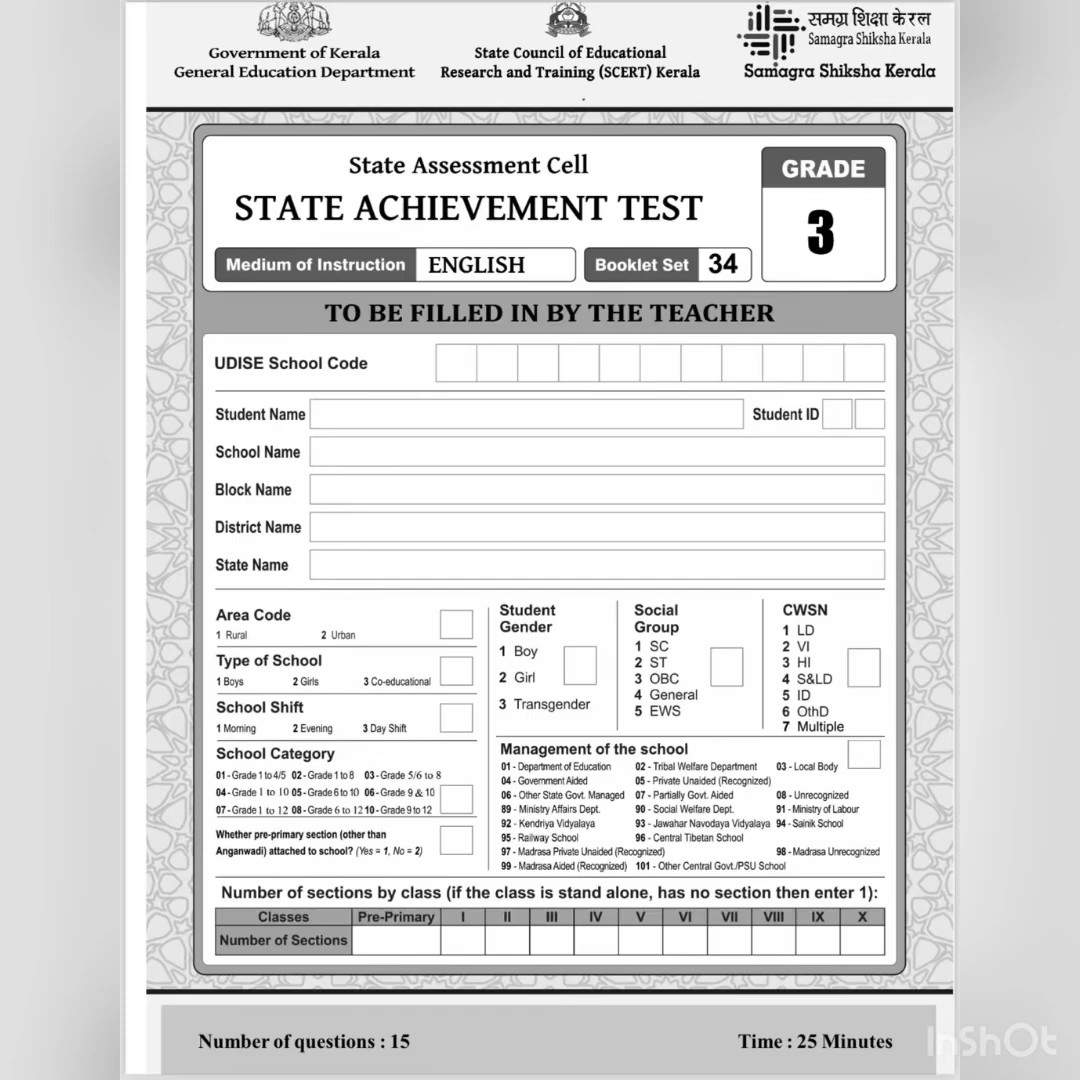 Government of Kerala
General Education Department
State Council of Educational
Research and Training (SCERT) Kerala
समग्र शिक्षा केरल
Samagra Shiksha Kerala
Samagra Shiksha Kerala
State Assessment Cell
STATE ACHIEVEMENT TEST
GRADE
3
Medium of Instruction ENGLISH Booklet Set 34
TO BE FILLED IN BY THE TEACHER
UDISE School Code
Student Name Student ID
School Name
Block Name
District Name
State Name
Area Code
1 Rural 2 Urban
Type of School
1 Boys 2 Girls 3 Co-educational
School Shift
1 Morning 2 Evening 3 Day Shift
School Category
01 - Grade 1 to 4/5 02 - Grade 1 to 8 03 - Grade 5/6 to 8
04 - Grade 1 to 10 05 - Grade 6 to 10 06 - Grade 9 & 10
07 - Grade 1 to 12 08 - Grade 6 to 12 10 - Grade 9 to 12
Whether pre-primary section (other than
Anganwadi) attached to school? (Yes = 1, No = 2)
Student
Gender
1 Boy
2 Girl
3 Transgender
Social
Group
1 SC
2 ST
3 OBC
4 General
5 EWS
CWSN
1 LD
2 VI
3 HI
4 S&LD
5 ID
6 OthD
7 Multiple
Management of the school
01 - Department of Education 02 - Tribal Welfare Department 03 - Local Body
04 - Government Aided 05 - Private Unaided (Recognized)
06 - Other State Govt. Managed 07 - Partially Govt. Aided 08 - Unrecognized
89 - Ministry Affairs Dept. 90 - Social Welfare Dept. 91 - Ministry of Labour
92 - Kendriya Vidyalaya 93 - Jawahar Navodaya Vidyalaya 94 - Sainik School
95 - Railway School 96 - Central Tibetan School
97 - Madrasa Private Unaided (Recognized) 98 - Madrasa Unrecognized
99 - Madrasa Aided (Recognized) 101 - Other Central Govt./PSU School
Number of sections by class (if the class is stand alone, has no section then enter 1):
Classes Pre-Primary I II III IV V VI VII VIII IX X
Number of Sections
Number of questions : 15 Time : 25 Minutes
InShOt